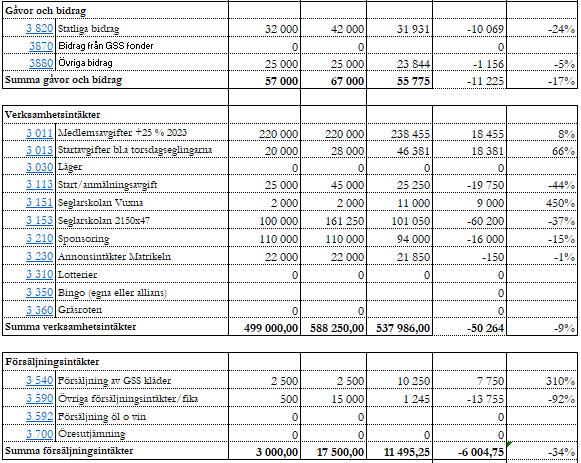 Gåvor och bidrag
3 820 Statliga bidrag 32 000 42 000 31 931 -10 069 -24%
3870 Bidrag från GSS fonder 0 0 0 0
3880 Övriga bidrag 25 000 25 000 23 844 -1 156 -5%
Summa gåvor och bidrag 57 000 67 000 55 775 -11 225 -17%
Verksamhetsintäkter
3 011 Medlemsavgifter +25 % 2023 220 000 220 000 238 455 18 455 8%
3 013 Startavgifter bl.a torsdagseglingarna 20 000 28 000 46 381 18 381 66%
3 030 Läger 0 0 0 0
3 113 Start/anmälningsavgift 25 000 45 000 25 250 -19 750 -44%
3 151 Seglarskolan Vuxna 2 000 2 000 11 000 9 000 450%
3 153 Seglarskolan 2150x47 100 000 161 250 101 050 -60 200 -37%
3 210 Sponsoring 110 000 110 000 94 000 -16 000 -15%
3 230 Annonsintäkter Matrikeln 22 000 22 000 21 850 -150 -1%
3 310 Lotterier 0 0 0 0
3 350 Bingo (egna eller allians) 0
3 360 Gräsroten 0 0
Summa verksamhetsintäkter 499 000,00 588 250,00 537 986,00 -50 264 -9%
Försäljningsintäkter
3 540 Försäljning av GSS kläder 2 500 2 500 10 250 7 750 310%
3 590 Övriga försäljningsintäkter/fika 500 15 000 1 245 -13 755 -92%
3 592 Försäljning öl o vin 0 0 0 0
3 700 Öresutjämning 0 0 0
Summa försäljningsintäkter 3 000,00 17 500,00 11 495,25 -6 004,75 -34%